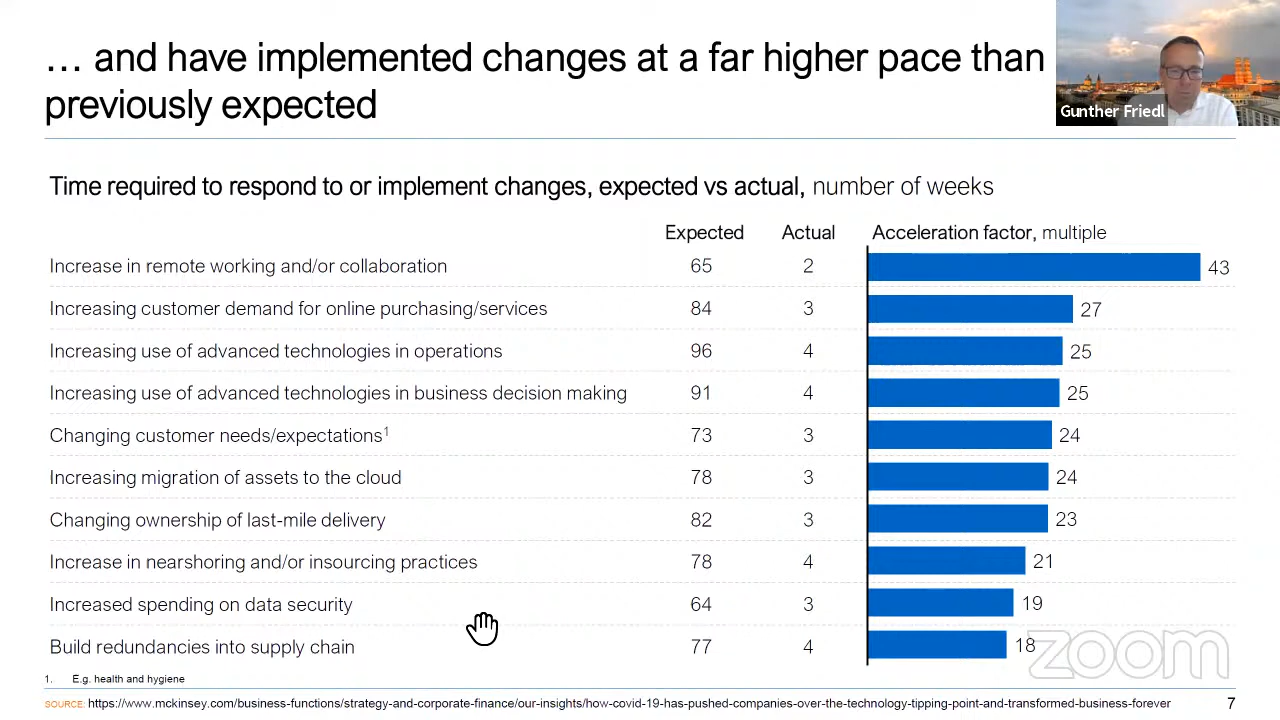 … and have implemented changes at a far higher pace than
previously expected
Gunther Friedl
Time required to respond to or implement changes, expected vs actual, number of weeks
Expected Actual Acceleration factor, multiple
Increase in remote working and/or collaboration 65 2 43
Increasing customer demand for online purchasing/services 84 3 27
Increasing use of advanced technologies in operations 96 4 25
Increasing use of advanced technologies in business decision making 91 4 25
Changing customer needs/expectations¹ 73 3 24
Increasing migration of assets to the cloud 78 3 24
Changing ownership of last-mile delivery 82 3 23
Increase in nearshoring and/or insourcing practices 78 4 21
Increased spending on data security 64 3 19
Build redundancies into supply chain 77 4 18
zoom
1. E.g. health and hygiene
SOURCE: https://www.mckinsey.com/business-functions/strategy-and-corporate-finance/our-insights/how-covid-19-has-pushed-companies-over-the-technology-tipping-point-and-transformed-business-forever 7